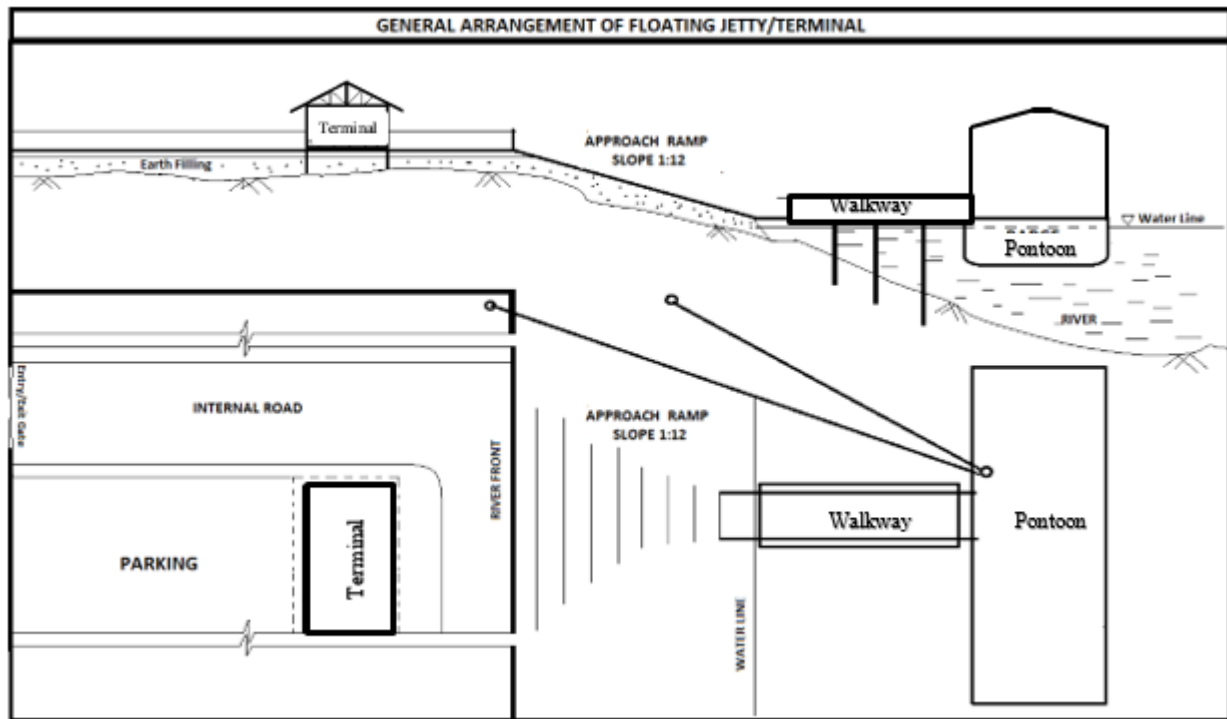 GENERAL ARRANGEMENT OF FLOATING JETTY/TERMINAL
Terminal
Earth Filling
APPROACH RAMP
SLOPE 1:12
Walkway
Water Line
Pontoon
RIVER
Entry/Exit Gate
INTERNAL ROAD
RIVER FRONT
APPROACH RAMP
SLOPE 1:12
PARKING
Terminal
WATER LINE
Walkway
Pontoon